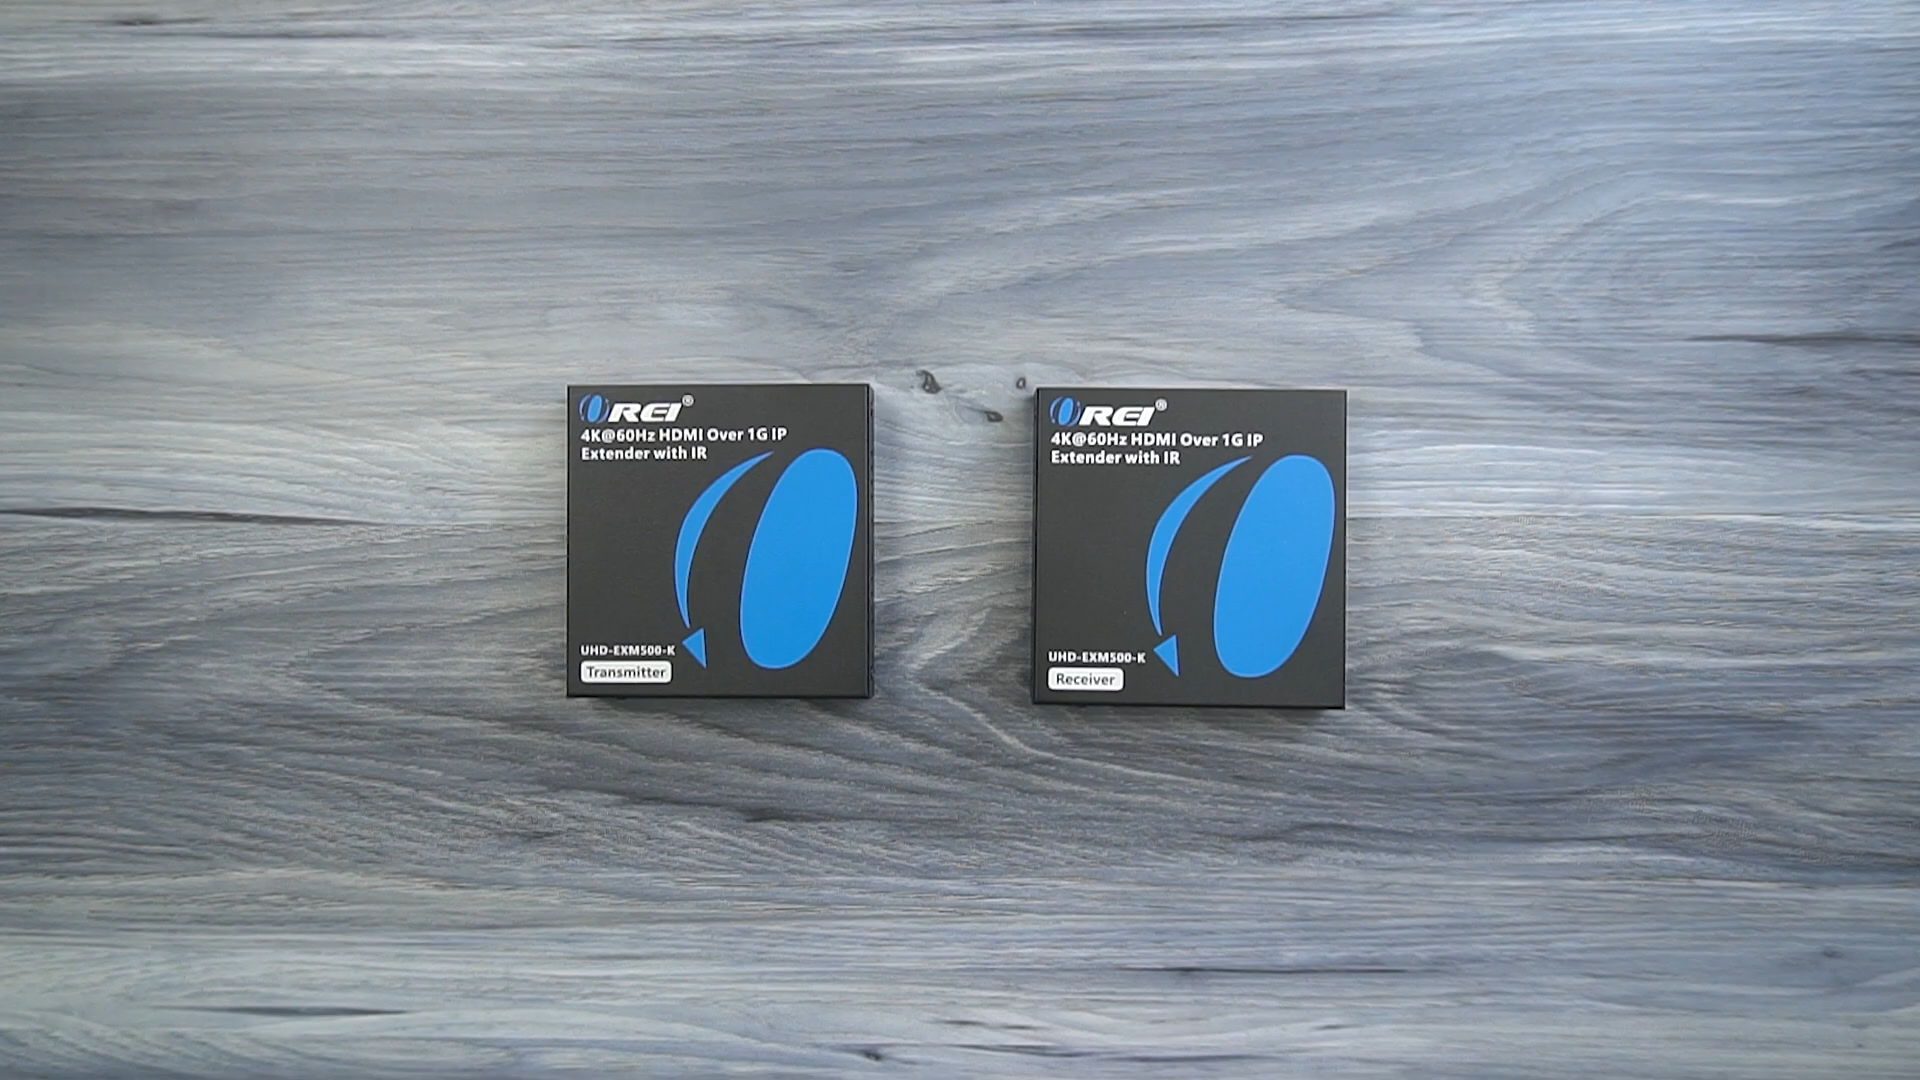 OREI®
4K@60Hz HDMI Over 1G IP
Extender with IR
UHD-EXM500-K
Transmitter
OREI®
4K@60Hz HDMI Over 1G IP
Extender with IR
UHD-EXM500-K
Receiver